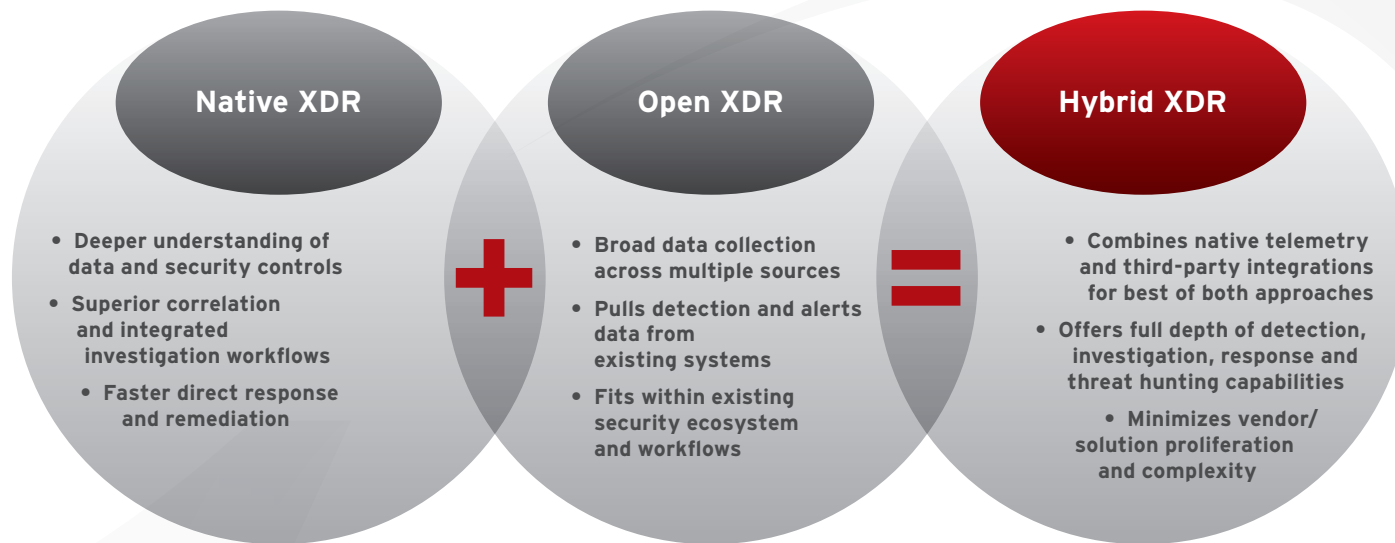 Native XDR
• Deeper understanding of
data and security controls
• Superior correlation
and integrated
investigation workflows
• Faster direct response
and remediation
+
Open XDR
• Broad data collection
across multiple sources
• Pulls detection and alerts
data from
existing systems
• Fits within existing
security ecosystem
and workflows
=
Hybrid XDR
• Combines native telemetry
and third-party integrations
for best of both approaches
• Offers full depth of detection,
investigation, response and
threat hunting capabilities
• Minimizes vendor/
solution proliferation
and complexity